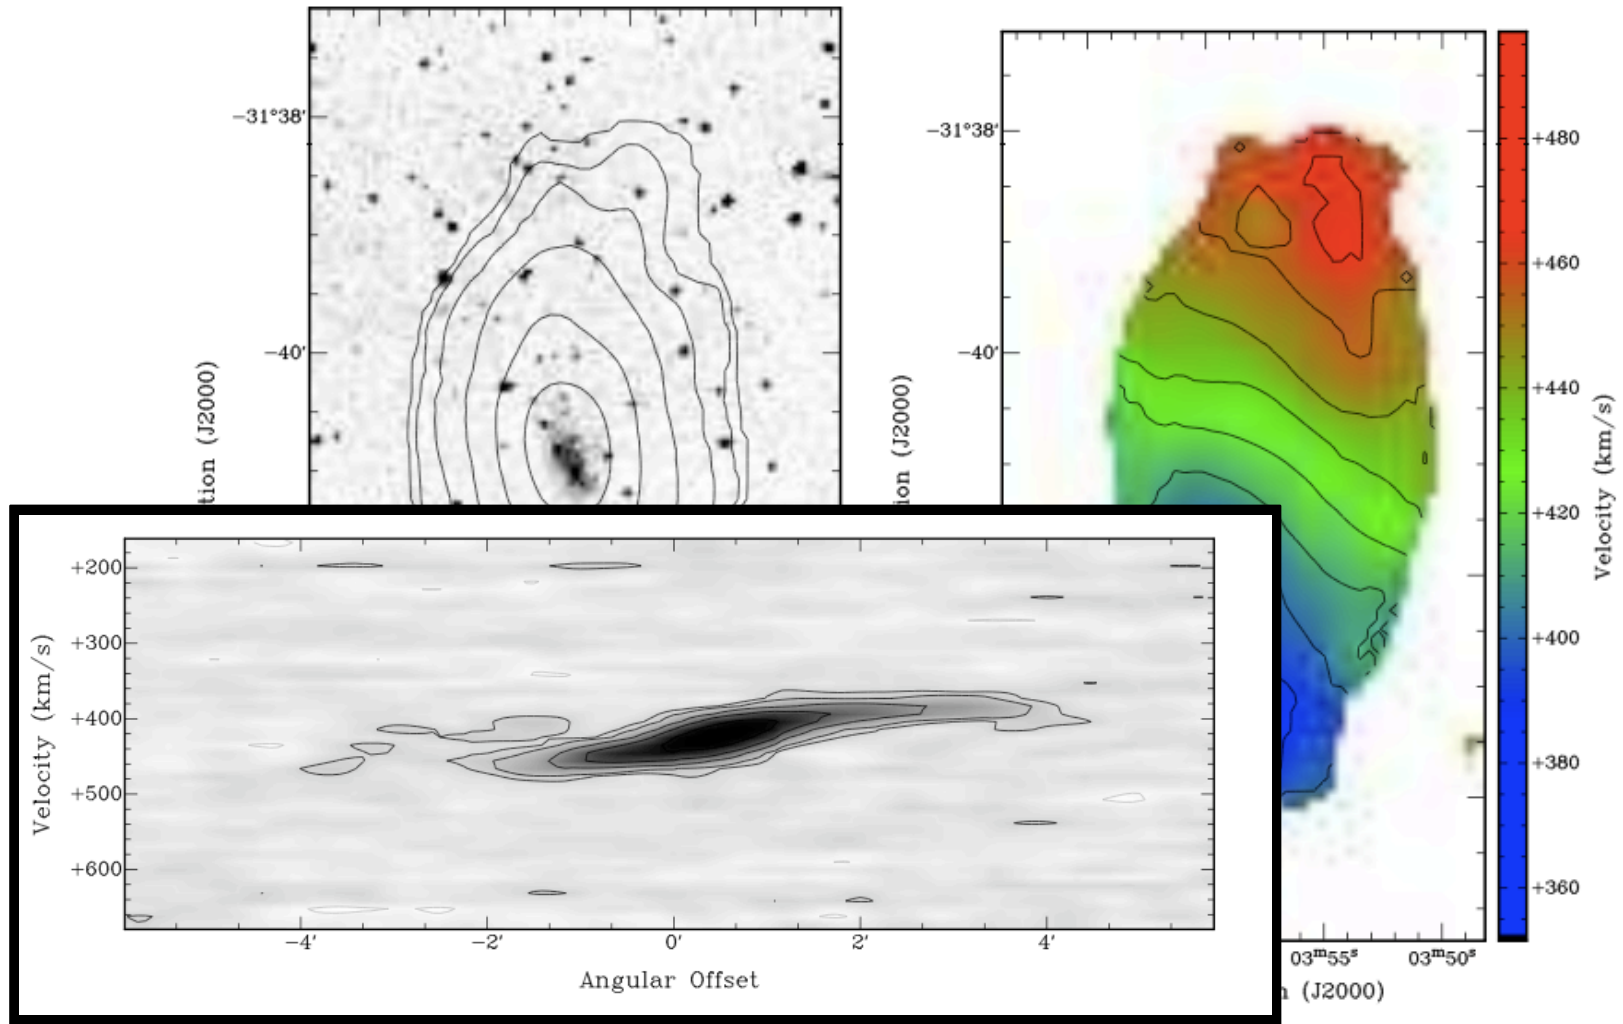 −31°38′
−40′
tion (J2000)
−31°38′
−40′
ion (J2000)
+480
+460
+440
+420
+400
+380
+360
Velocity (km/s)
03ᵐ55ˢ
03ᵐ50ˢ
(J2000)
+200
+300
+400
+500
+600
Velocity (km/s)
−4′
−2′
0′
2′
4′
Angular Offset